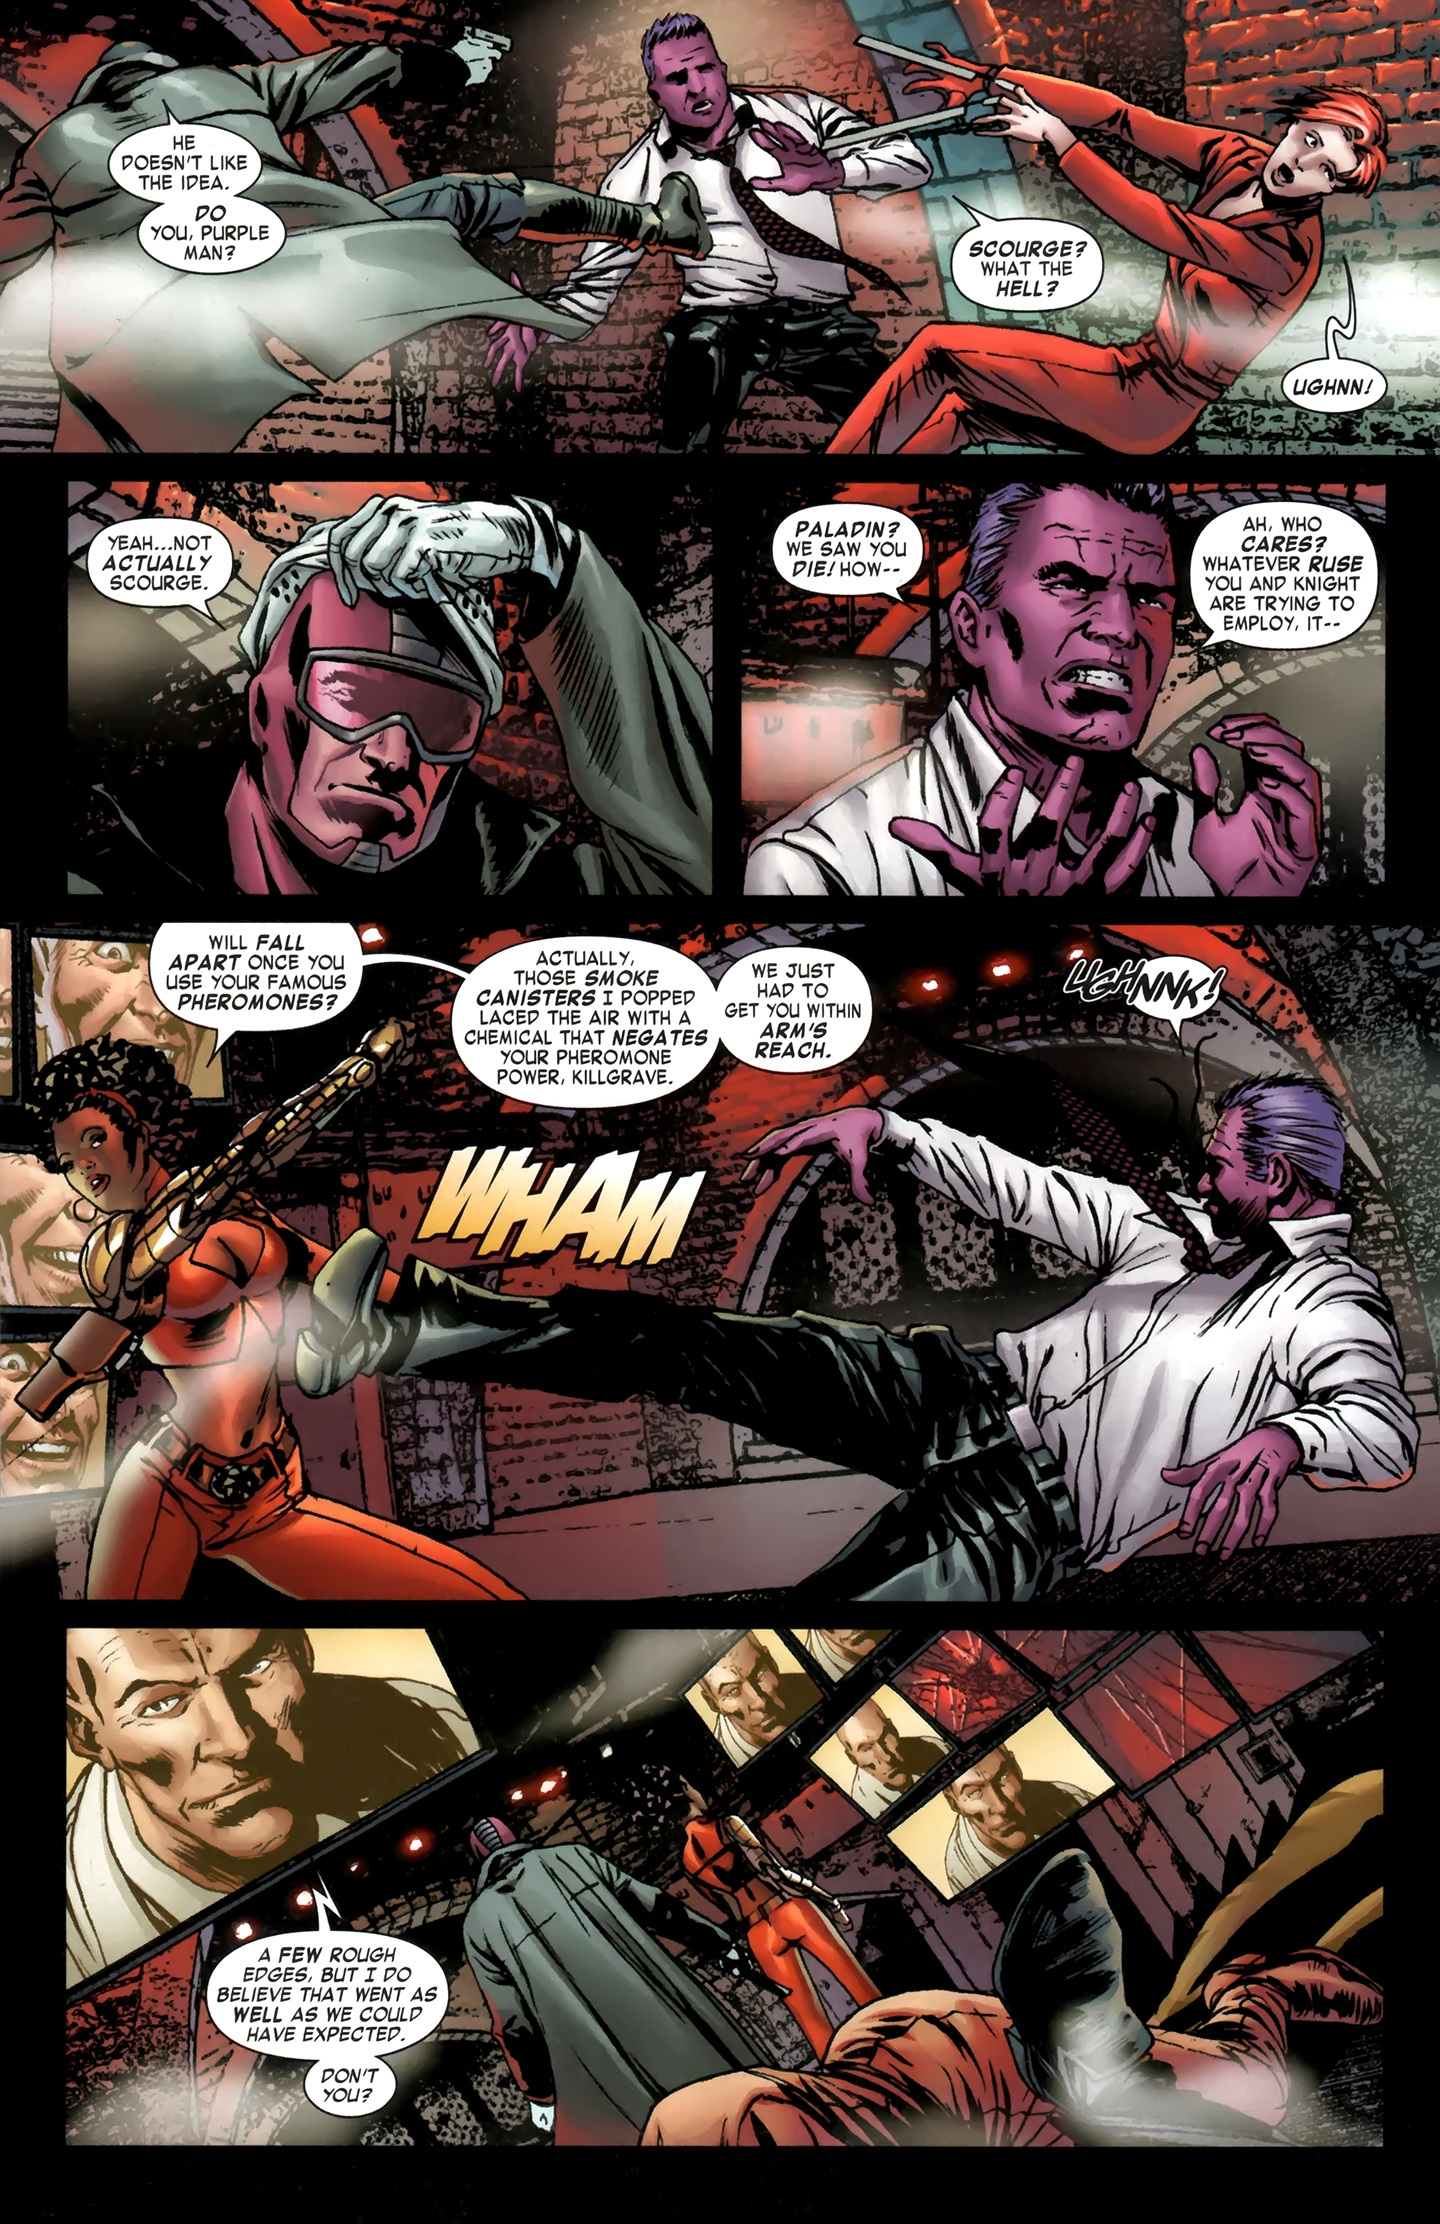 HE
DOESN'T LIKE
THE IDEA.
DO
YOU, PURPLE
MAN?
SCOURGE?
WHAT THE
HELL?
UGHNN!
YEAH...NOT
ACTUALLY
SCOURGE.
PALADIN?
WE SAW YOU
DIE! HOW--
AH, WHO
CARES?
WHATEVER RUSE
YOU AND KNIGHT
ARE TRYING TO
EMPLOY, IT--
WILL FALL
APART ONCE YOU
USE YOUR FAMOUS
PHEROMONES?
ACTUALLY,
THOSE SMOKE
CANISTERS I POPPED
LACED THE AIR WITH A
CHEMICAL THAT NEGATES
YOUR PHEROMONE
POWER, KILLGRAVE.
WE JUST
HAD TO
GET YOU WITHIN
ARM'S
REACH.
UGHNNK!
WHAM
A FEW ROUGH
EDGES, BUT I DO
BELIEVE THAT WENT AS
WELL AS WE COULD
HAVE EXPECTED.
DON'T
YOU?